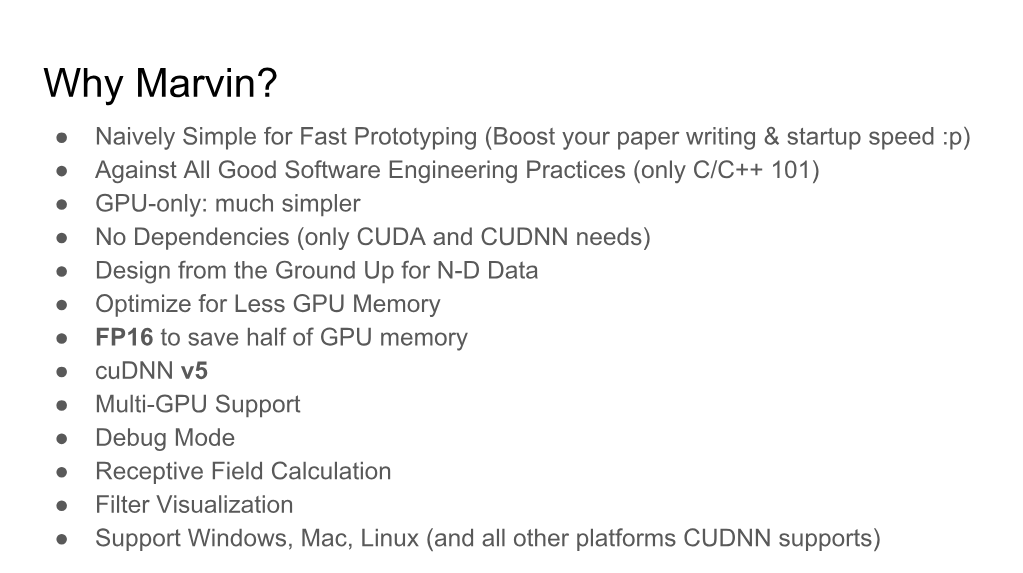 Why Marvin?
● Naively Simple for Fast Prototyping (Boost your paper writing & startup speed :p)
● Against All Good Software Engineering Practices (only C/C++ 101)
● GPU-only: much simpler
● No Dependencies (only CUDA and CUDNN needs)
● Design from the Ground Up for N-D Data
● Optimize for Less GPU Memory
● FP16 to save half of GPU memory
● cuDNN v5
● Multi-GPU Support
● Debug Mode
● Receptive Field Calculation
● Filter Visualization
● Support Windows, Mac, Linux (and all other platforms CUDNN supports)